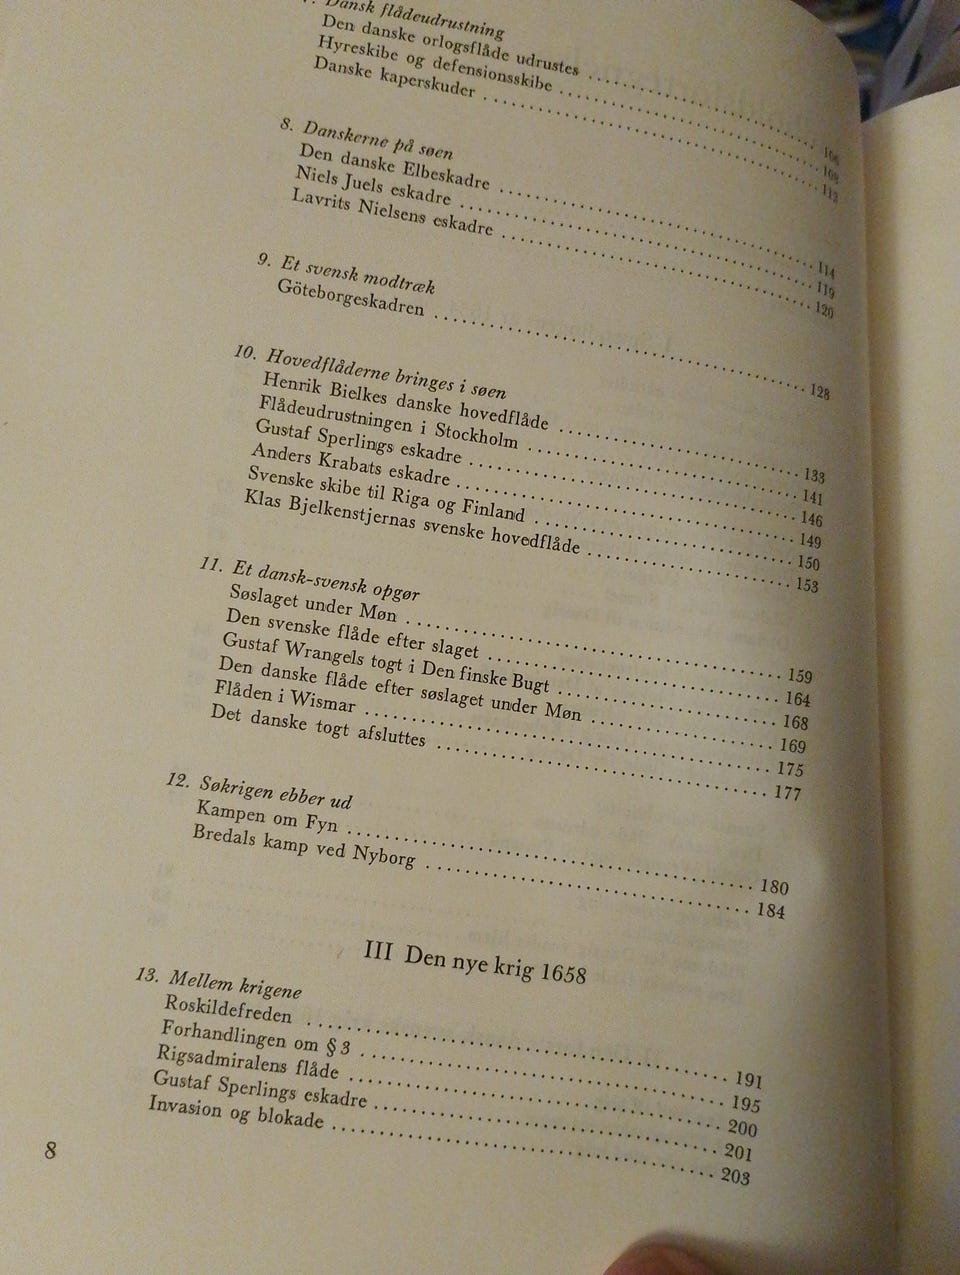 7. Dansk flådeudrustning
Den danske orlogsflåde udrustes 106
Hyreskibe og defensionsskibe 108
Danske kaperskuder 112
8. Danskerne på søen
Den danske Elbeskadre 114
Niels Juels eskadre 119
Lavrits Nielsens eskadre 120
9. Et svensk modtræk
Göteborgeskadren 128
10. Hovedflåderne bringes i søen
Henrik Bielkes danske hovedflåde 133
Flådeudrustningen i Stockholm 141
Gustaf Sperlings eskadre 146
Anders Krabats eskadre 149
Svenske skibe til Riga og Finland 150
Klas Bjelkenstjernas svenske hovedflåde 153
11. Et dansk-svensk opgør
Søslaget under Møn 159
Den svenske flåde efter slaget 164
Gustaf Wrangels togt i Den finske Bugt 168
Den danske flåde efter søslaget under Møn 169
Flåden i Wismar 175
Det danske togt afsluttes 177
12. Søkrigen ebber ud
Kampen om Fyn 180
Bredals kamp ved Nyborg 184
III Den nye krig 1658
13. Mellem krigene
Roskildefreden 191
Forhandlingen om § 3 195
Rigsadmiralens flåde 200
Gustaf Sperlings eskadre 201
Invasion og blokade 203
8